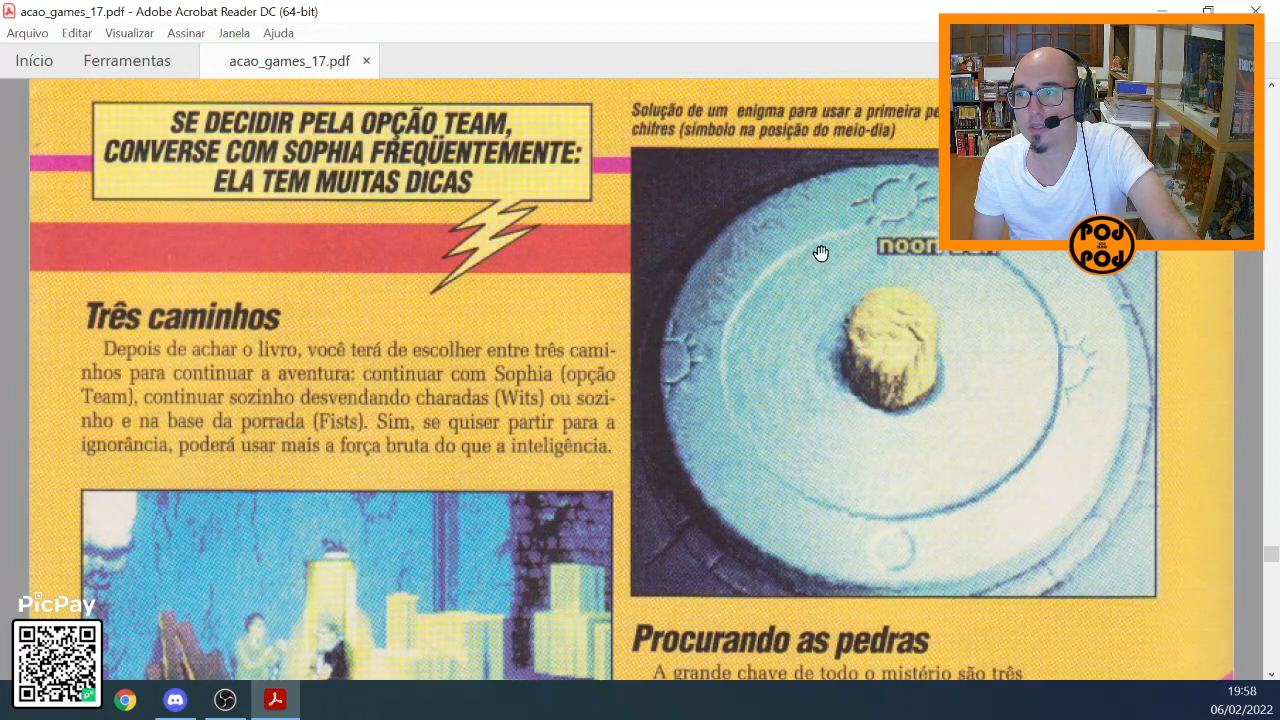 acao_games_17.pdf - Adobe Acrobat Reader DC (64-bit)
Arquivo Editar Visualizar Assinar Janela Ajuda
Início Ferramentas acao_games_17.pdf ×
SE DECIDIR PELA OPÇÃO TEAM,
CONVERSE COM SOPHIA FREQÜENTEMENTE:
ELA TEM MUITAS DICAS
Três caminhos
Depois de achar o livro, você terá de escolher entre três cami-
nhos para continuar a aventura: continuar com Sophia (opção
Team), continuar sozinho desvendando charadas (Wits) ou sozi-
nho e na base da porrada (Fists). Sim, se quiser partir para a
ignorância, poderá usar mais a força bruta do que a inteligência.
Solução de um enigma para usar a primeira
chifres (símbolo na posição do meio-dia)
noon
Procurando as pedras
A grande chave de todo o mistério são três
POD
OU NÃO
POD
PicPay
19:58
06/02/2022